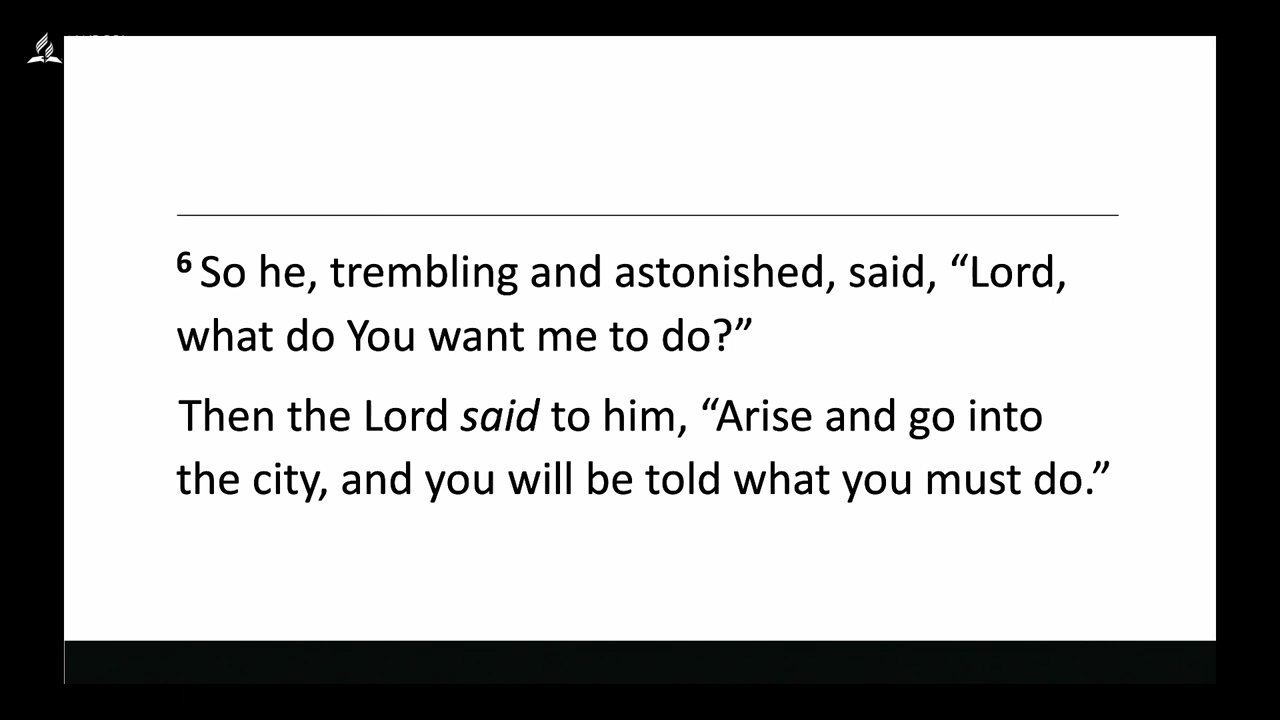 6 So he, trembling and astonished, said, “Lord,
what do You want me to do?”
Then the Lord said to him, “Arise and go into
the city, and you will be told what you must do.”